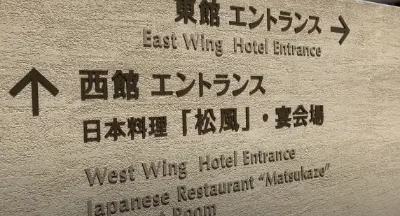 東館 エントランス →
East Wing Hotel Entrance
↑ 西館 エントランス
日本料理「松風」・宴会場
West Wing Hotel Entrance
Japanese Restaurant "Matsukaze"
Room